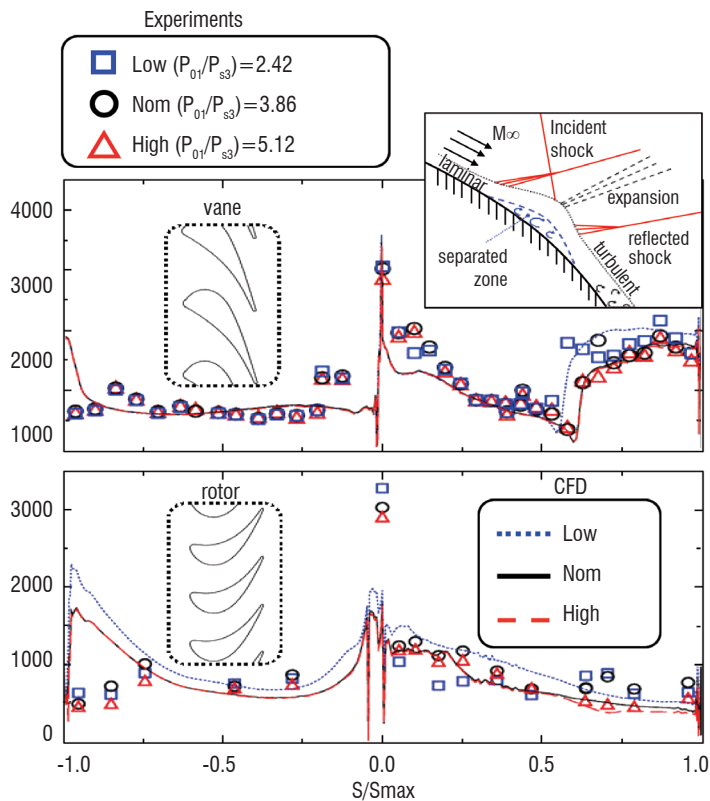 Experiments
Low (P01/Ps3)=2.42
Nom (P01/Ps3)=3.86
High (P01/Ps3)=5.12
M∞
laminar
Incident
shock
expansion
separated
zone
reflected
shock
turbulent
4000
3000
2000
1000
vane
3000
2000
1000
0
rotor
CFD
Low
Nom
High
-1.0
-0.5
0.0
0.5
1.0
S/Smax